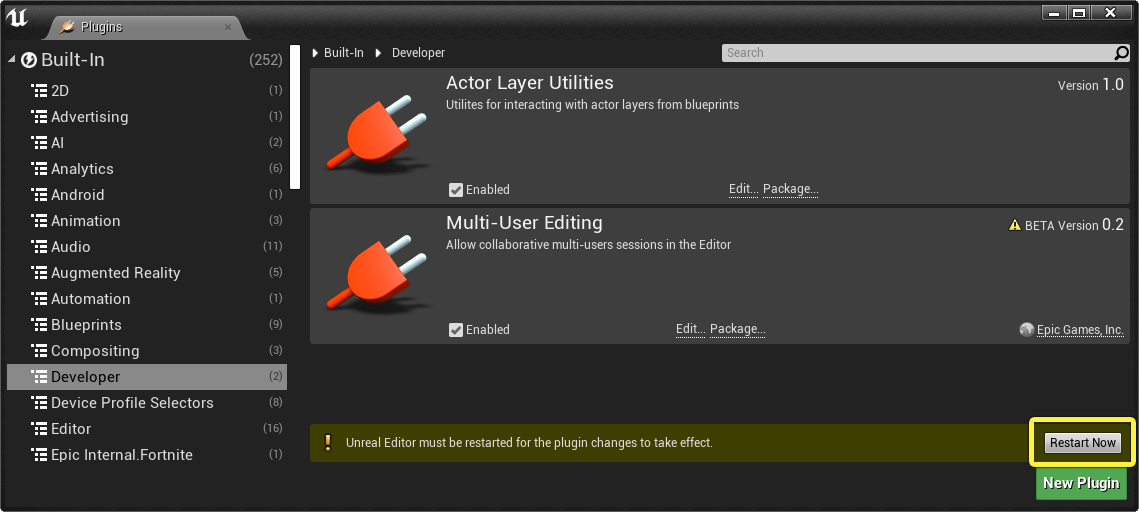 Plugins
Built-In (252)
2D (1)
Advertising (1)
AI (2)
Analytics (6)
Android (1)
Animation (3)
Audio (11)
Augmented Reality (5)
Automation (1)
Blueprints (9)
Compositing (3)
Developer (2)
Device Profile Selectors (8)
Editor (16)
Epic Internal.Fortnite (1)
Built-In Developer
Search
Actor Layer Utilities
Version 1.0
Utilites for interacting with actor layers from blueprints
Enabled
Edit... Package...
Multi-User Editing
BETA Version 0.2
Allow collaborative multi-users sessions in the Editor
Enabled
Edit... Package...
Epic Games, Inc.
Unreal Editor must be restarted for the plugin changes to take effect.
Restart Now
New Plugin